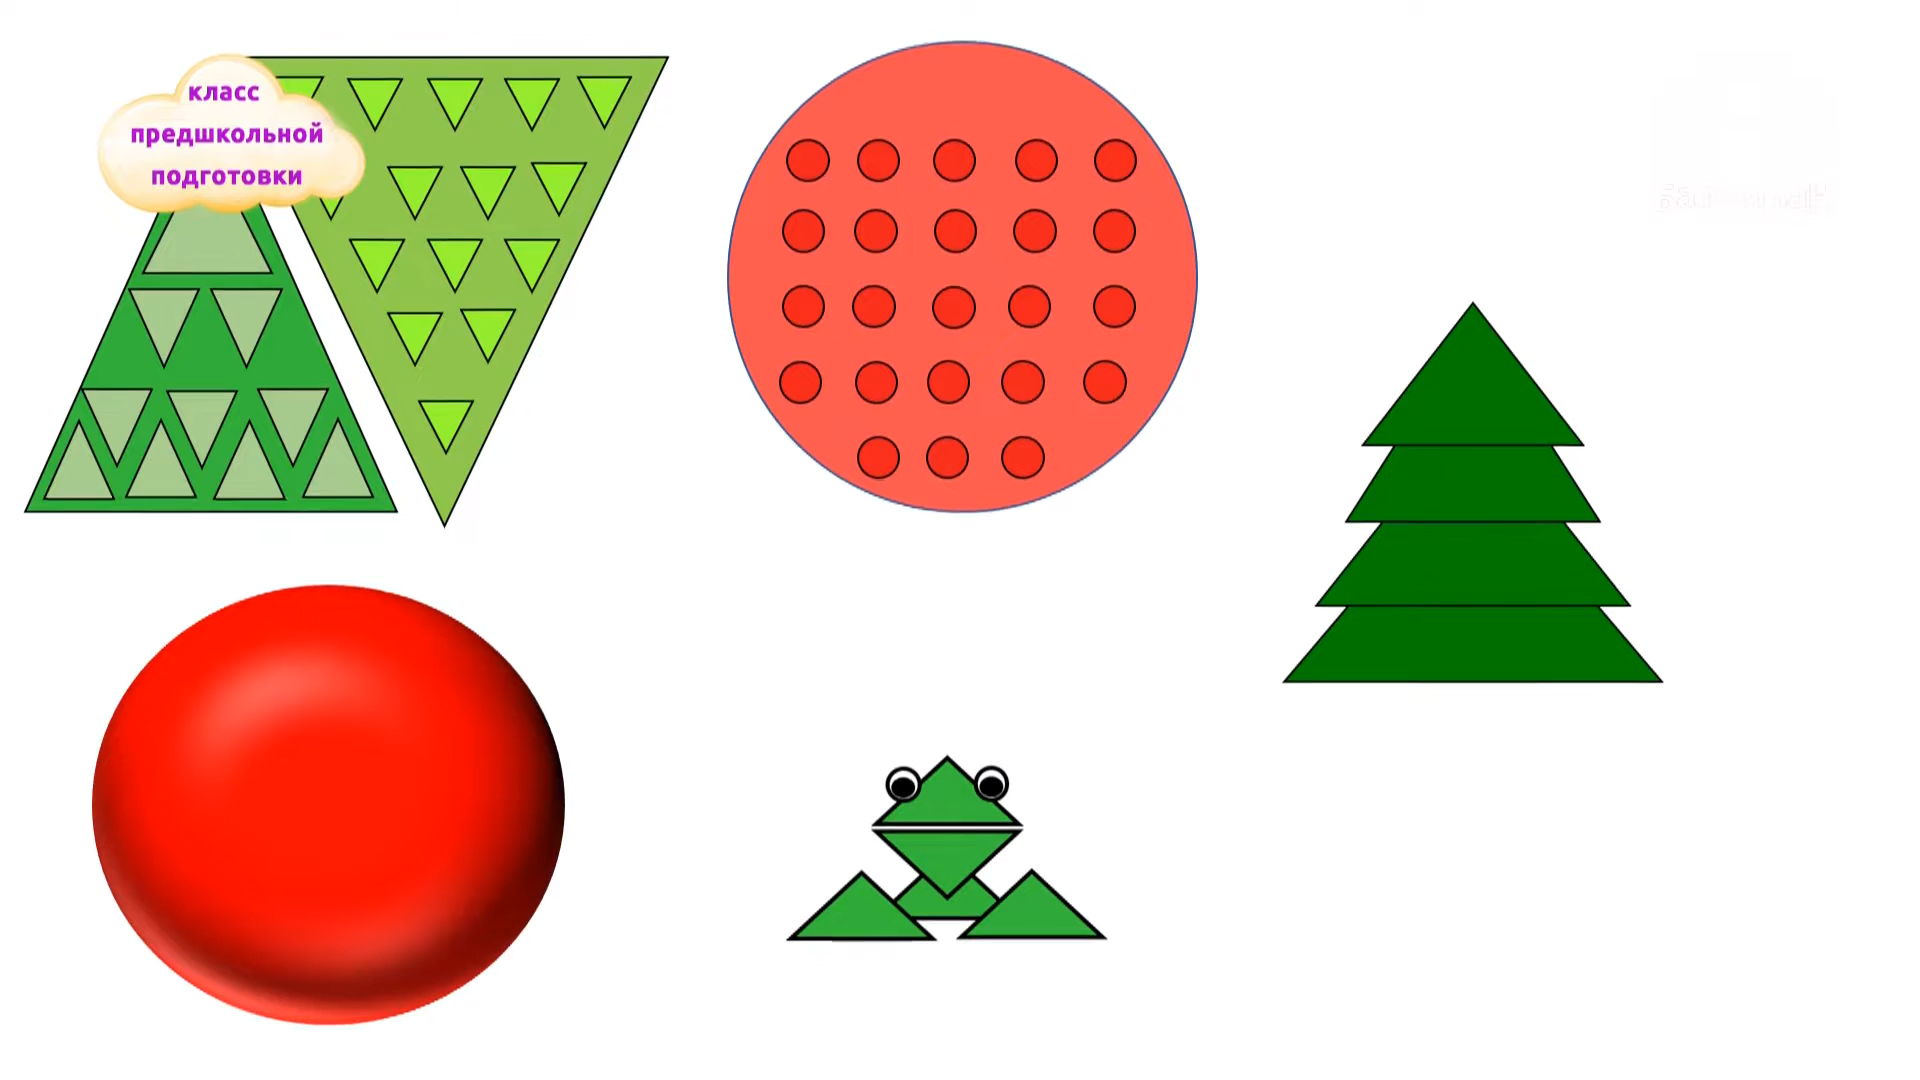 класс
предшкольной
подготовки